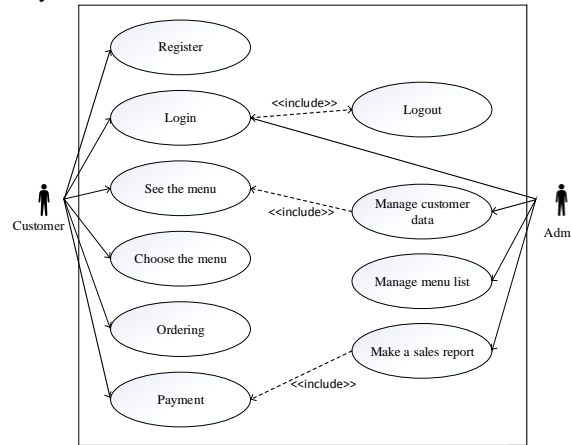 Register
<<include>>
Login
Logout
See the menu
<<include>>
Manage customer
data
Customer
Adm
Choose the menu
Manage menu list
Ordering
Make a sales report
<<include>>
Payment